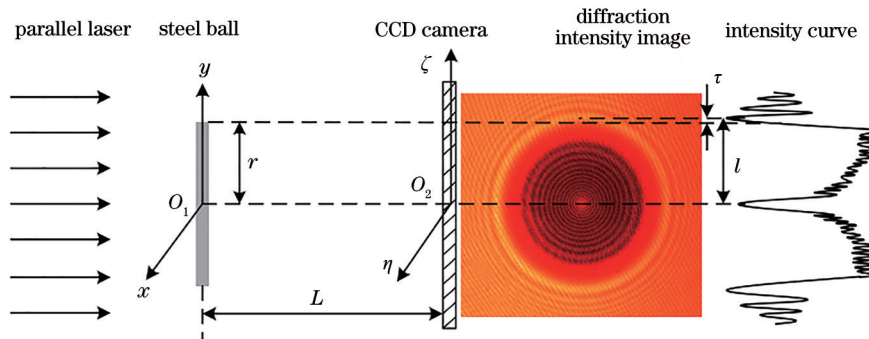 parallel laser
steel ball
CCD camera
diffraction
intensity image
intensity curve
y
ζ
τ
r
l
O₁
O₂
x
η
L